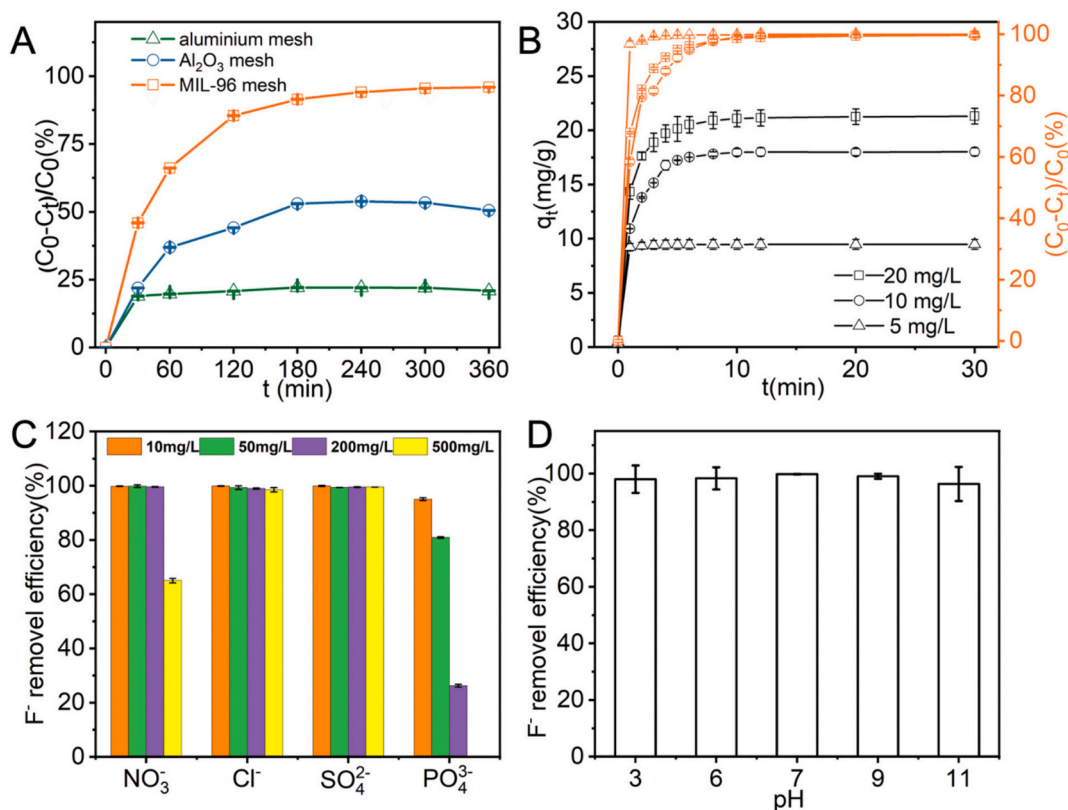 A
aluminium mesh
Al₂O₃ mesh
MIL-96 mesh
(C₀-Cₜ)/C₀(%)
100
75
50
25
0
0 60 120 180 240 300 360
t (min)
B
qₜ(mg/g)
30
25
20
15
10
5
0
(C₀-Cₜ)/C₀(%)
100
80
60
40
20
0
20 mg/L
10 mg/L
5 mg/L
0 10 20 30
t(min)
C
10mg/L 50mg/L 200mg/L 500mg/L
F⁻ removel efficiency(%)
120
100
80
60
40
20
0
NO₃⁻ Cl⁻ SO₄²⁻ PO₄³⁻
D
F⁻ removel efficiency(%)
100
80
60
40
20
0
3 6 7 9 11
pH